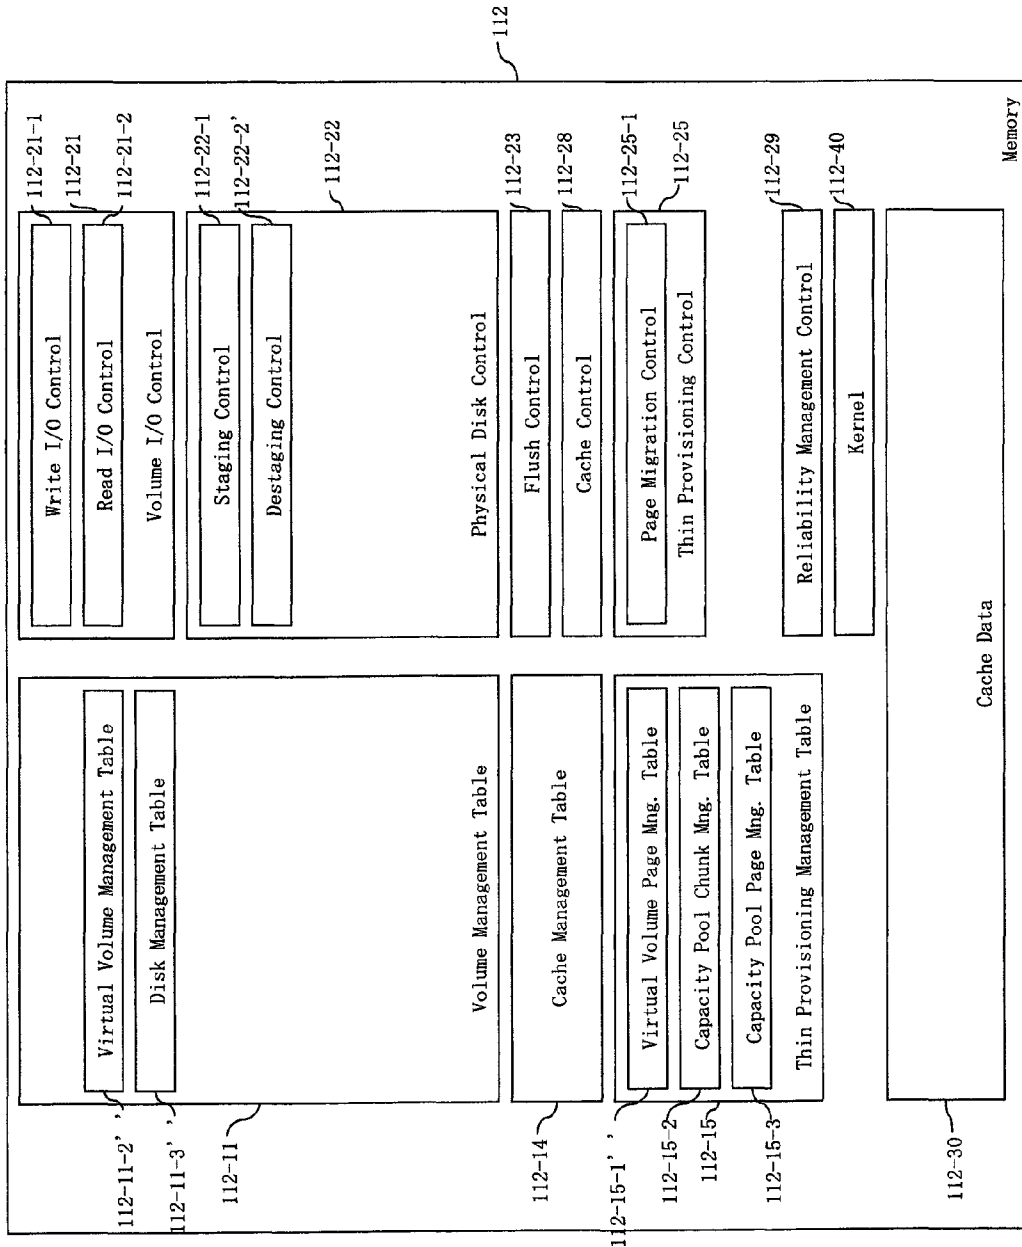 112
112-21-1
112-21
112-21-2
112-22-1
112-22-2'
112-22
112-23
112-28
112-25-1
112-25
112-29
112-40
Memory
Write I/O Control
Read I/O Control
Volume I/O Control
Staging Control
Destaging Control
Physical Disk Control
Flush Control
Cache Control
Page Migration Control
Thin Provisioning Control
Reliability Management Control
Kernel
Cache Data
Virtual Volume Management Table
Disk Management Table
Volume Management Table
Cache Management Table
Virtual Volume Page Mng. Table
Capacity Pool Chunk Mng. Table
Capacity Pool Page Mng. Table
Thin Provisioning Management Table
112-11-2' '
112-11-3' '
112-11
112-14
112-15-1' '
112-15-2
112-15
112-15-3
112-30